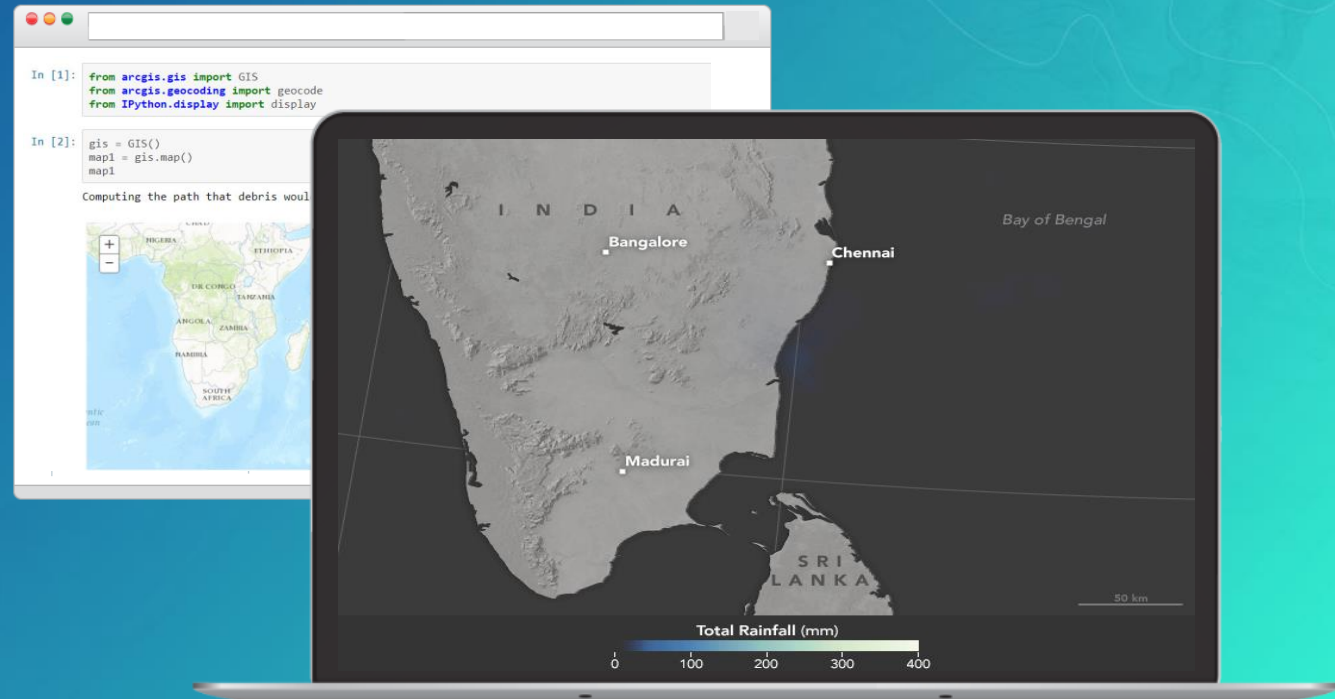 In [1]:
from arcgis.gis import GIS
from arcgis.geocoding import geocode
from IPython.display import display
In [2]:
gis = GIS()
map1 = gis.map()
map1
Computing the path that debris woul
+
−
NIGERIA
ETHIOPIA
DR CONGO
TANZANIA
ANGOLA
ZAMBIA
NAMIBIA
SOUTH
AFRICA
INDIA
Bay of Bengal
Bangalore
Chennai
Madurai
SRI
LANKA
50 km
Total Rainfall (mm)
0 100 200 300 400